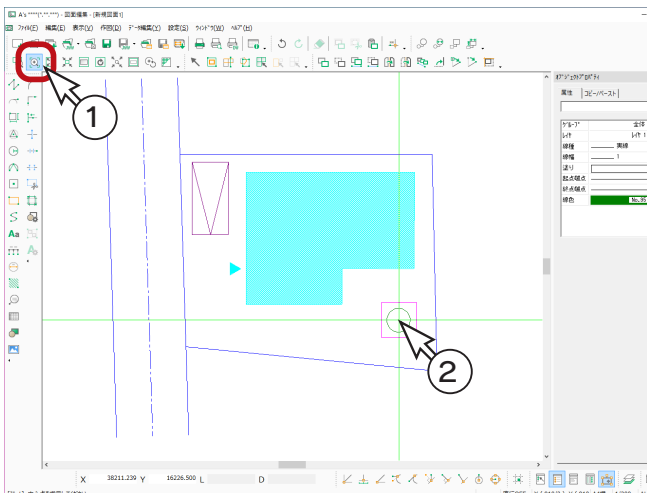 A's ****(*.**.***) - 図面編集 - [新規図面1]
ファイル(F) 編集(E) 表示(V) 作図(D) データ編集(Y) 設定(S) ウィンドウ(W) ヘルプ(H)
1
オブジェクトプロパティ
属性 コピー/ペースト
グループ 全体
レイヤ レイヤ 1
線種 実線
線幅 1
塗り
起点端点
終点端点
線色 No.95
Aa
2
X 38211.239 Y 16226.500 L D